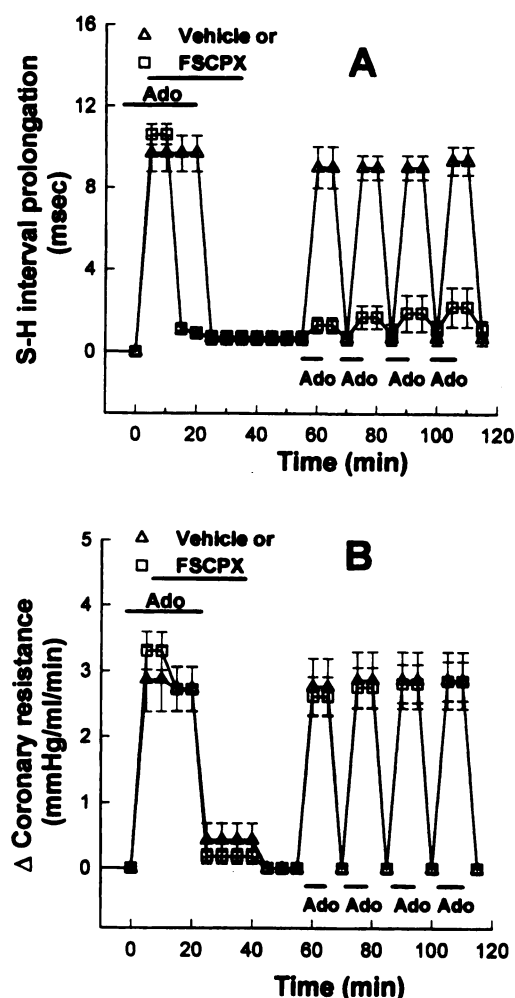 16
△ Vehicle or
□ FSCPX
A
Ado
12
8
4
0
S-H interval prolongation
(msec)
Ado Ado Ado Ado
0 20 40 60 80 100 120
Time (min)
5
△ Vehicle or
□ FSCPX
B
Ado
4
3
2
1
0
Δ Coronary resistance
(mmHg/ml/min)
Ado Ado Ado Ado
0 20 40 60 80 100 120
Time (min)